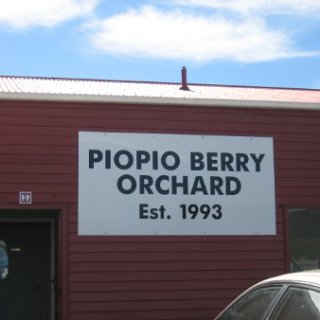 PIOPIO BERRY
ORCHARD
Est. 1993